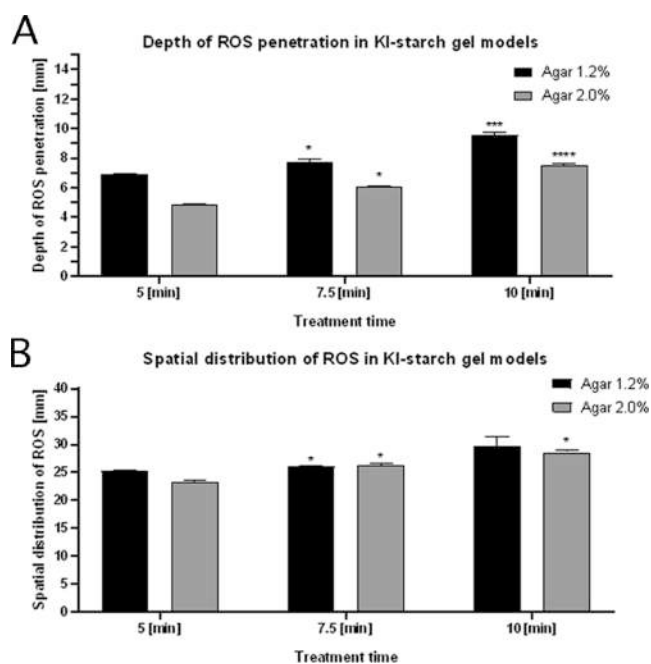 A
Depth of ROS penetration in KI-starch gel models
Depth of ROS penetration [mm]
14
12
10
8
6
4
2
0
Agar 1.2%
Agar 2.0%
*
*
***
****
5 [min]
7.5 [min]
10 [min]
Treatment time
B
Spatial distribution of ROS in KI-starch gel models
Spatial distribution of ROS [mm]
40
35
30
25
20
15
10
5
0
Agar 1.2%
Agar 2.0%
*
*
*
5 [min]
7.5 [min]
10 [min]
Treatment time